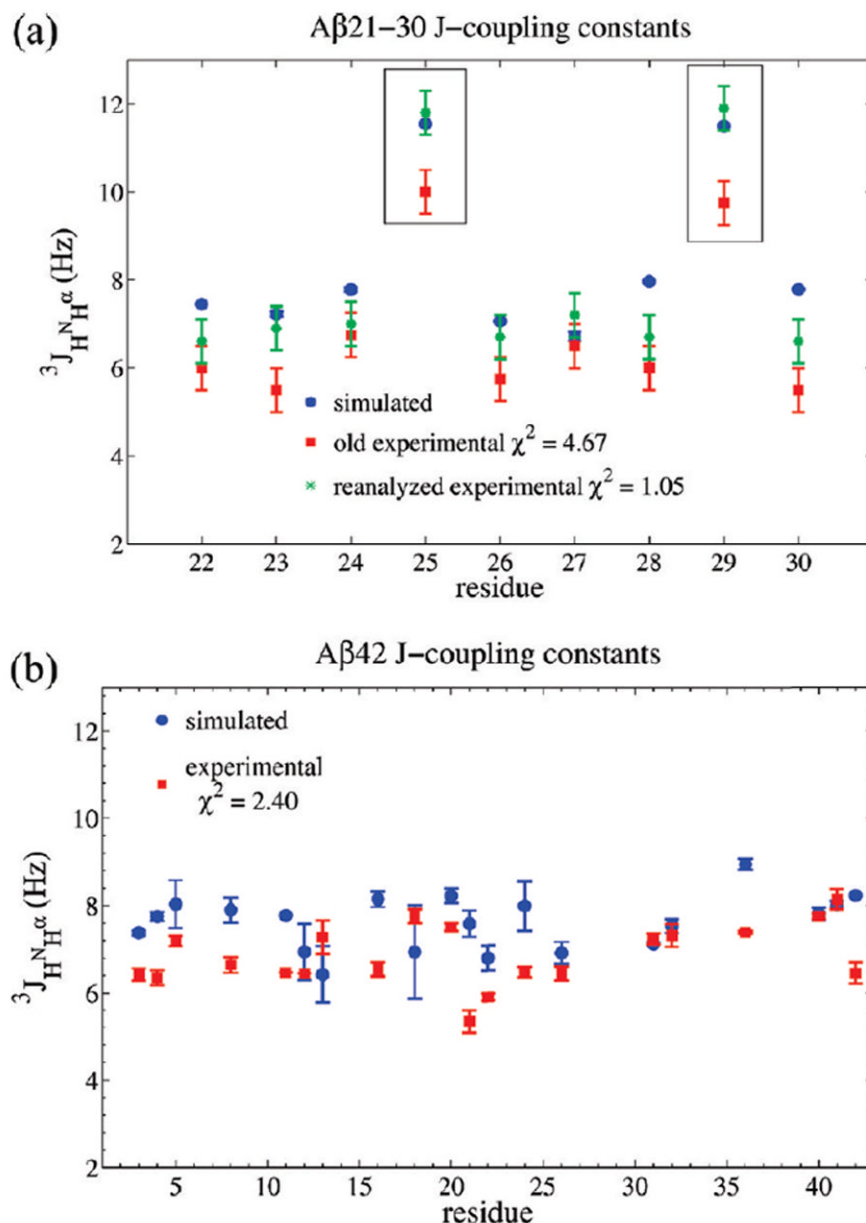 (a)
Aβ21−30 J−coupling constants
12
10
8
6
4
2
³J_HᴺHᵅ (Hz)
simulated
old experimental χ² = 4.67
reanalyzed experimental χ² = 1.05
22 23 24 25 26 27 28 29 30
residue
(b)
Aβ42 J−coupling constants
12
10
8
6
4
2
³J_HᴺHᵅ (Hz)
simulated
experimental
χ² = 2.40
5 10 15 20 25 30 35 40
residue